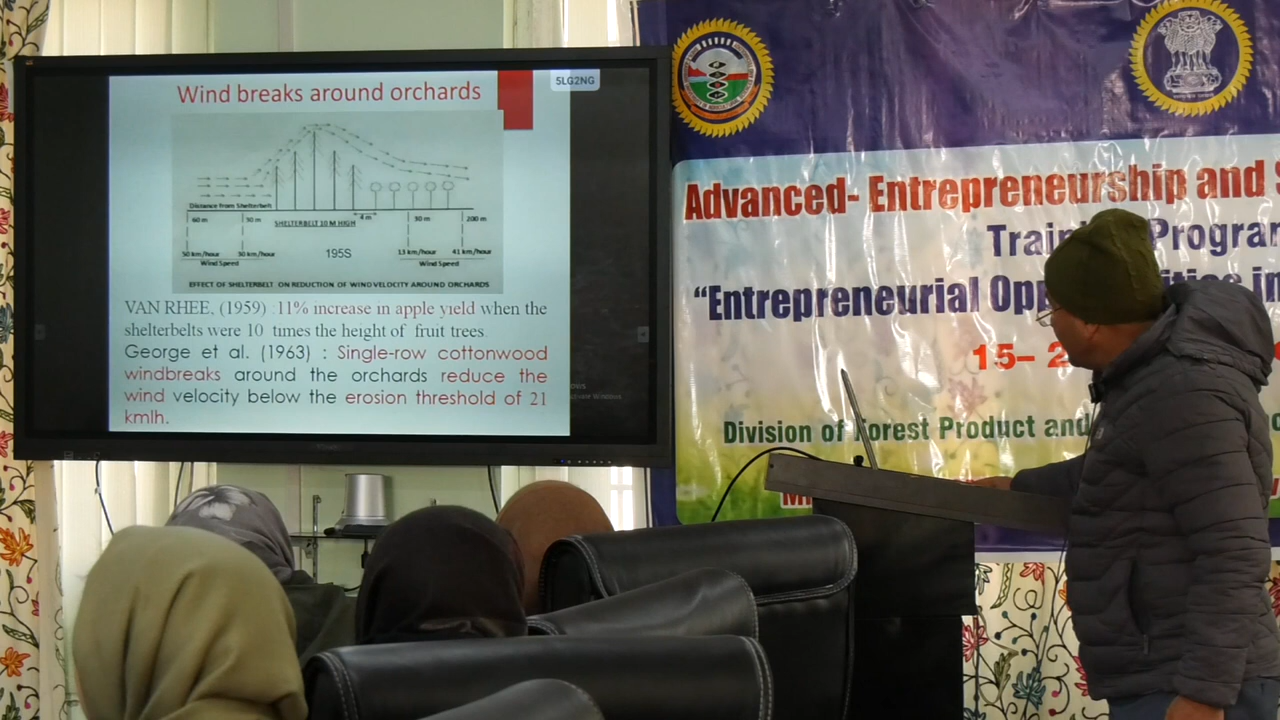 Wind breaks around orchards
5LG2NG
Distance from Shelterbelt
60 m 30 m SHELTERBELT 10 M HIGH 4 m 30 m 200 m
50 km/hour 30 km/hour 195S 13 km/hour 41 km/hour
Wind Speed Wind Speed
EFFECT OF SHELTERBELT ON REDUCTION OF WIND VELOCITY AROUND ORCHARDS
VAN RHEE, (1959) :11% increase in apple yield when the
shelterbelts were 10 times the height of fruit trees.
George et al. (1963) : Single-row cottonwood
windbreaks around the orchards reduce the
wind velocity below the erosion threshold of 21
kmlh.
Advanced- Entrepreneurship and S
Program
"Entrepreneurial in
15–
Division of Forest Product and